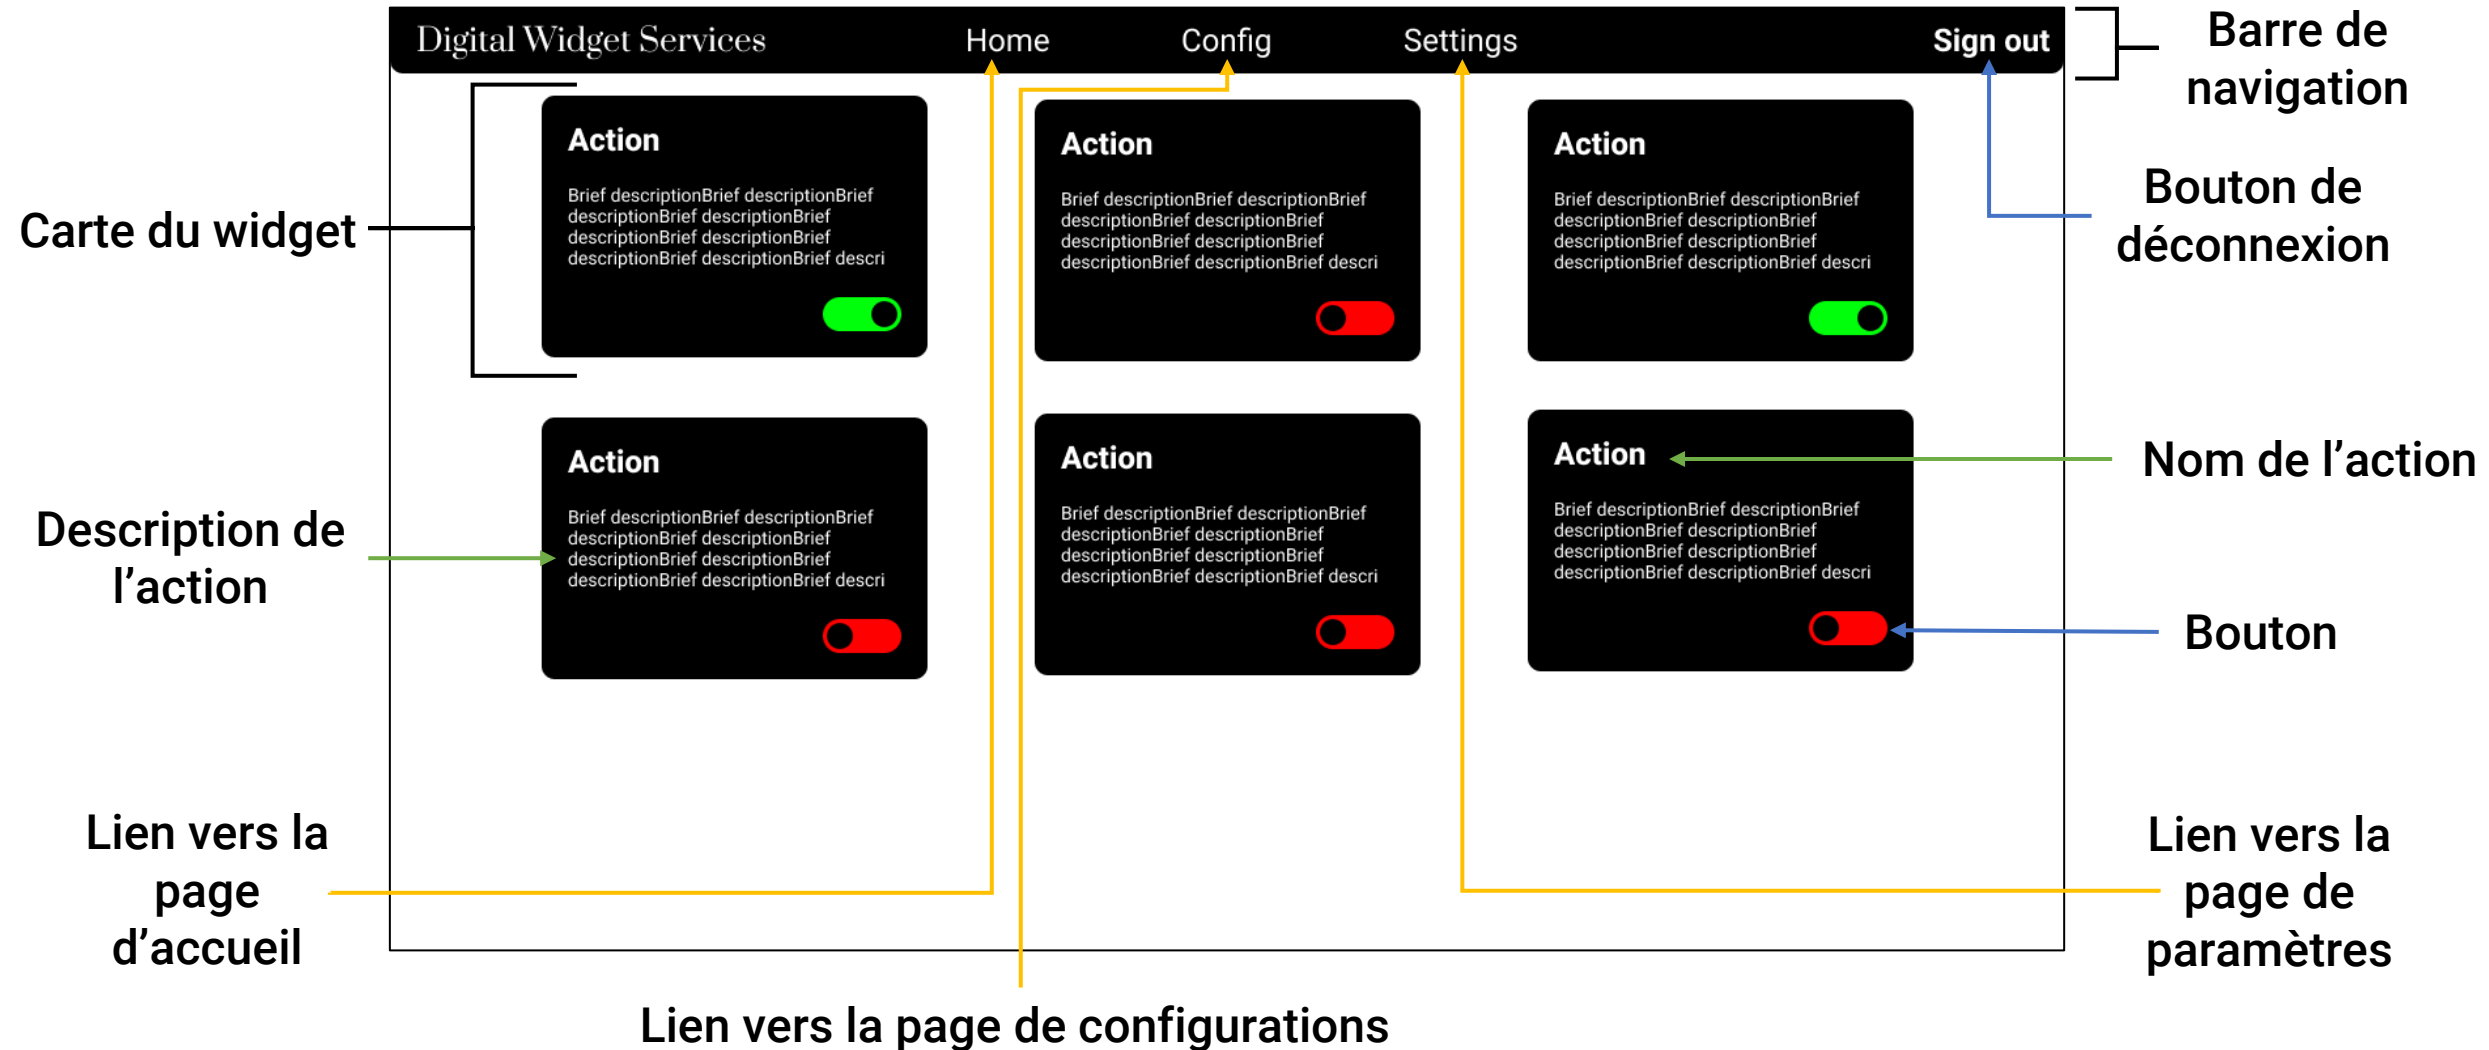 Digital Widget Services
Home
Config
Settings
Sign out
Barre de
navigation
Bouton de
déconnexion
Carte du widget
Action
Brief descriptionBrief descriptionBrief
descriptionBrief descriptionBrief
descriptionBrief descriptionBrief
descriptionBrief descriptionBrief descri
Action
Brief descriptionBrief descriptionBrief
descriptionBrief descriptionBrief
descriptionBrief descriptionBrief
descriptionBrief descriptionBrief descri
Action
Brief descriptionBrief descriptionBrief
descriptionBrief descriptionBrief
descriptionBrief descriptionBrief
descriptionBrief descriptionBrief descri
Description de
l’action
Action
Brief descriptionBrief descriptionBrief
descriptionBrief descriptionBrief
descriptionBrief descriptionBrief
descriptionBrief descriptionBrief descri
Action
Brief descriptionBrief descriptionBrief
descriptionBrief descriptionBrief
descriptionBrief descriptionBrief
descriptionBrief descriptionBrief descri
Action
Brief descriptionBrief descriptionBrief
descriptionBrief descriptionBrief
descriptionBrief descriptionBrief
descriptionBrief descriptionBrief descri
Nom de l’action
Bouton
Lien vers la
page
d’accueil
Lien vers la
page de
paramètres
Lien vers la page de configurations